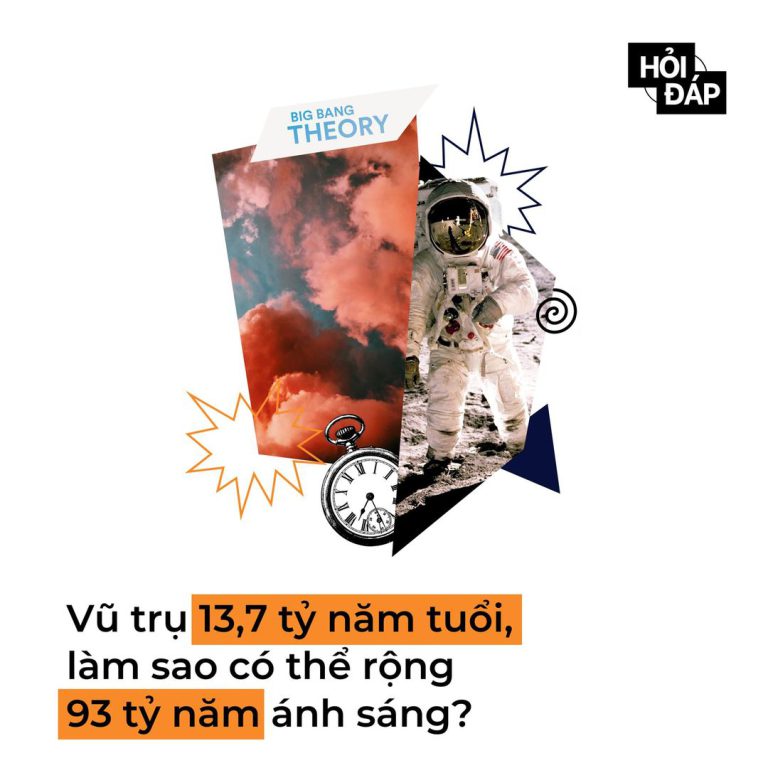 HỎI
ĐÁP
BIG BANG
THEORY
Vũ trụ 13,7 tỷ năm tuổi,
làm sao có thể rộng
93 tỷ năm ánh sáng?